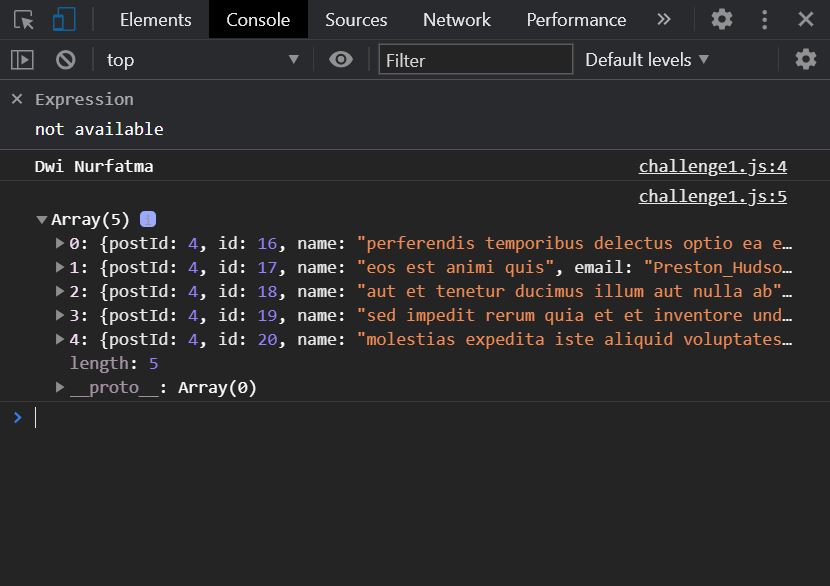 Elements Console Sources Network Performance »
top Filter Default levels
Expression
not available
Dwi Nurfatma challenge1.js:4
challenge1.js:5
Array(5) i
0: {postId: 4, id: 16, name: "perferendis temporibus delectus optio ea e…
1: {postId: 4, id: 17, name: "eos est animi quis", email: "Preston_Hudso…
2: {postId: 4, id: 18, name: "aut et tenetur ducimus illum aut nulla ab"…
3: {postId: 4, id: 19, name: "sed impedit rerum quia et et inventore und…
4: {postId: 4, id: 20, name: "molestias expedita iste aliquid voluptates…
length: 5
__proto__: Array(0)